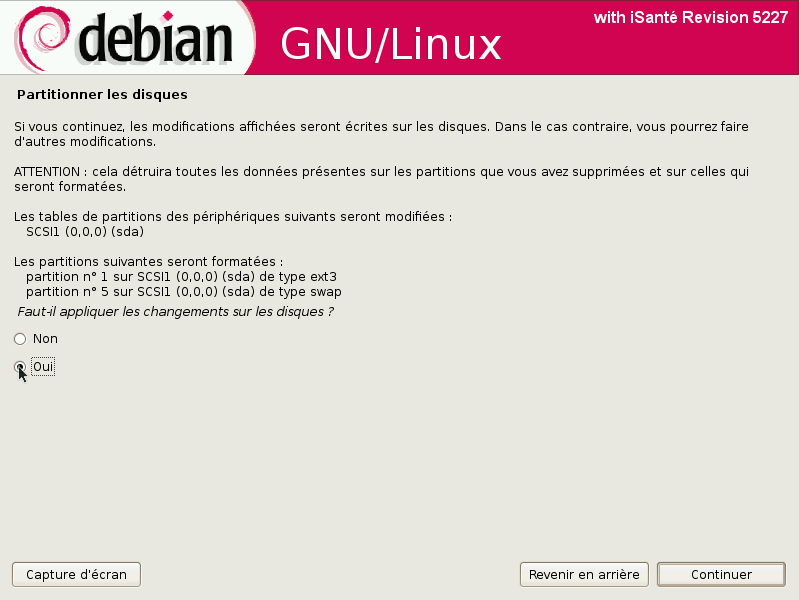 debian
GNU/Linux
with iSanté Revision 5227
Partitionner les disques
Si vous continuez, les modifications affichées seront écrites sur les disques. Dans le cas contraire, vous pourrez faire
d'autres modifications.
ATTENTION : cela détruira toutes les données présentes sur les partitions que vous avez supprimées et sur celles qui
seront formatées.
Les tables de partitions des périphériques suivants seront modifiées :
SCSI1 (0,0,0) (sda)
Les partitions suivantes seront formatées :
partition n° 1 sur SCSI1 (0,0,0) (sda) de type ext3
partition n° 5 sur SCSI1 (0,0,0) (sda) de type swap
Faut-il appliquer les changements sur les disques ?
Non
Oui
Capture d'écran
Revenir en arrière
Continuer